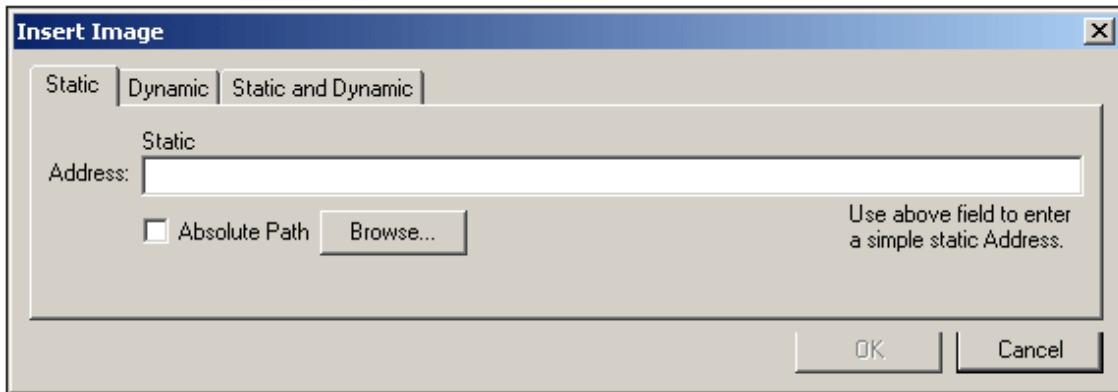 Insert Image
Static Dynamic Static and Dynamic
Static
Address:
Absolute Path Browse...
Use above field to enter
a simple static Address.
OK Cancel